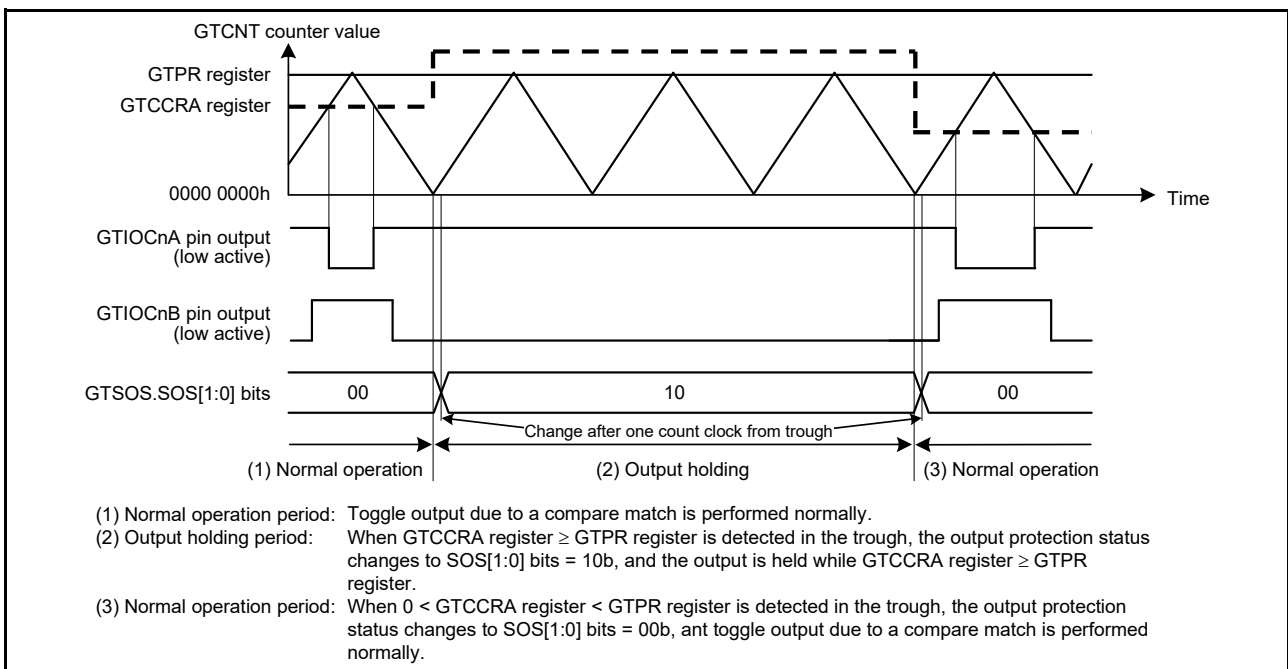 GTCNT counter value
GTPR register
GTCCRA register
0000 0000h
Time
GTIOCnA pin output
(low active)
GTIOCnB pin output
(low active)
GTSOS.SOS[1:0] bits
00
10
00
Change after one count clock from trough
(1) Normal operation
(2) Output holding
(3) Normal operation
(1) Normal operation period: Toggle output due to a compare match is performed normally.
(2) Output holding period: When GTCCRA register ≥ GTPR register is detected in the trough, the output protection status
changes to SOS[1:0] bits = 10b, and the output is held while GTCCRA register ≥ GTPR
register.
(3) Normal operation period: When 0 < GTCCRA register < GTPR register is detected in the trough, the output protection
status changes to SOS[1:0] bits = 00b, ant toggle output due to a compare match is performed
normally.